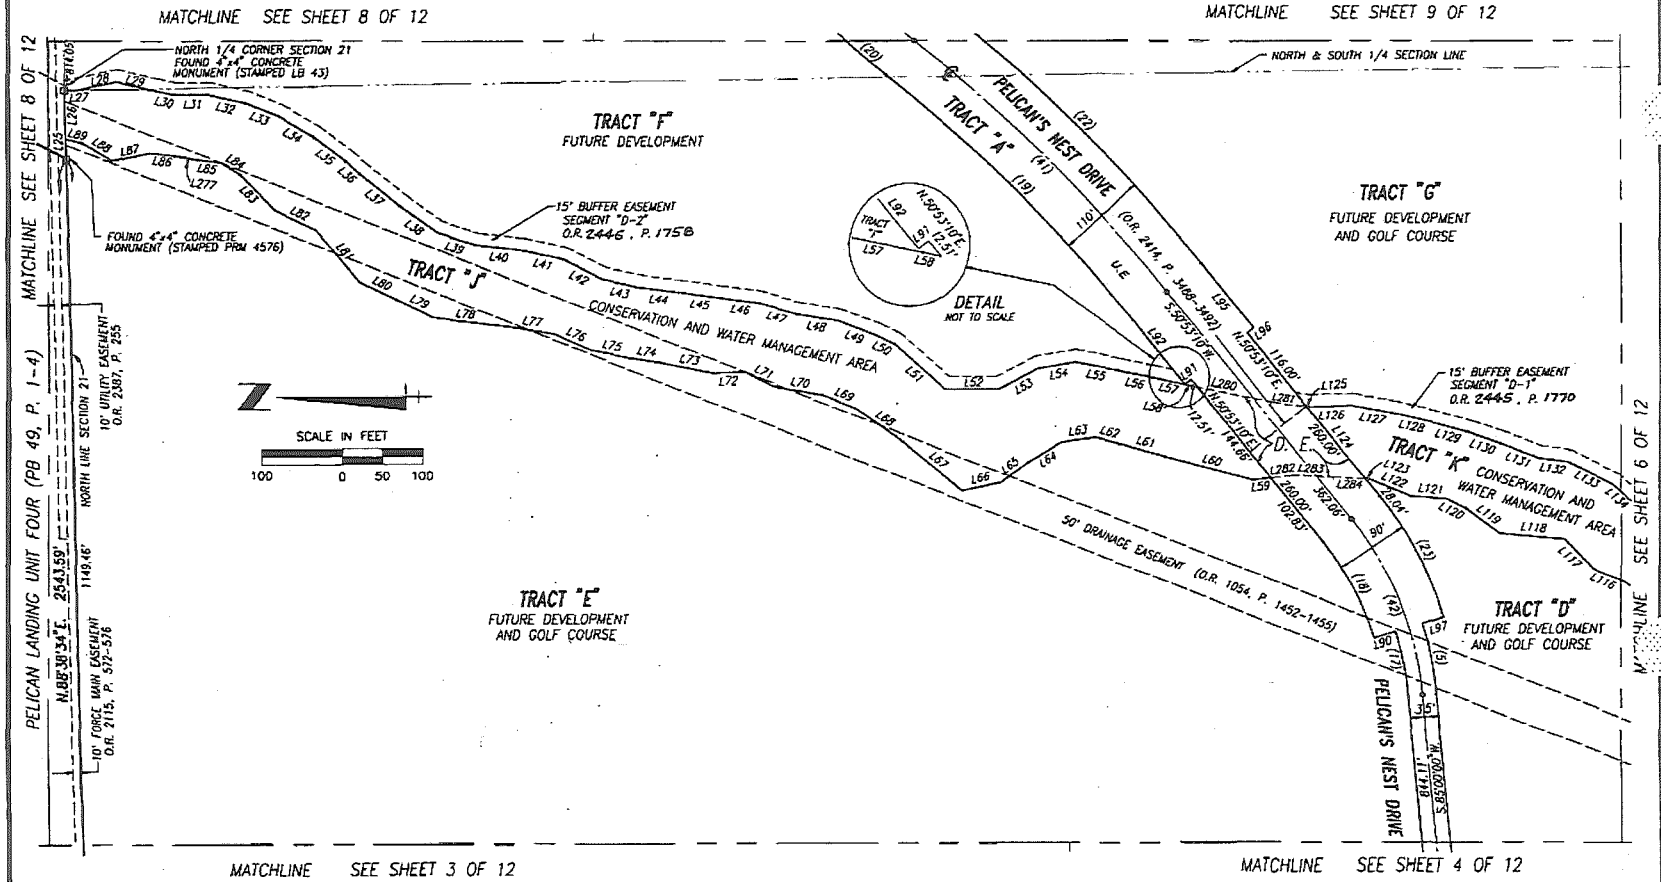 MATCHLINE SEE SHEET 8 OF 12
MATCHLINE SEE SHEET 9 OF 12
MATCHLINE SEE SHEET 8 OF 12
PELICAN LANDING UNIT FOUR (PB 49, P. 1-4)
NORTH 1/4 CORNER SECTION 21
FOUND 4"x4" CONCRETE
MONUMENT (STAMPED LB 43)
NORTH & SOUTH 1/4 SECTION LINE
L28
L29
L27
L26
L25
L30
L31
L32
L33
L34
L35
L36
L37
L38
L39
L40
L41
L42
L43
L44
L45
L46
L47
L48
L49
L50
L51
L52
L53
L54
L55
L56
L57
L58
L89
L88
L87
L86
L85
L84
L277
L83
L82
L81
L80
L79
L78
L77
L76
L75
L74
L73
L72
L71
L70
L69
L68
L67
L66
L65
L64
L63
L62
L61
L60
L59
FOUND 4"x4" CONCRETE
MONUMENT (STAMPED PRM 4576)
TRACT "F"
FUTURE DEVELOPMENT
15' BUFFER EASEMENT
SEGMENT "D-2"
O.R. 2446, P. 1758
TRACT "J"
CONSERVATION AND WATER MANAGEMENT AREA
10' UTILITY EASEMENT
O.R. 2387, P. 255
NORTH LINE SECTION 21
1149.46'
N.88°38'34"E. 2543.59'
10' FORCE MAIN EASEMENT
O.R. 2115, P. 572-576
SCALE IN FEET
100 0 50 100
TRACT "E"
FUTURE DEVELOPMENT
AND GOLF COURSE
L92
N.50°53'10"E.
12.51'
L91
L57
L58
DETAIL
NOT TO SCALE
(20)
(22)
(19)
(41)
TRACT "A"
PELICAN'S NEST DRIVE
110'
U.E
(O.R. 2414, P. 3488-3492)
S.50°53'10"W.
L95
L96
N.50°53'10"E.
116.00'
L92
L91
12.51'
N.50°53'10"E.
144.66'
L280
L281
L125
D. E.
L282
L283
L284
260.00'
102.83'
362.06'
L124
260.00'
L123
28.04'
90'
TRACT "G"
FUTURE DEVELOPMENT
AND GOLF COURSE
15' BUFFER EASEMENT
SEGMENT "D-1"
O.R. 2445, P. 1770
L126
L127
L128
L129
L130
L131
L132
L133
L134
TRACT "K"
CONSERVATION AND
WATER MANAGEMENT AREA
L122
L121
L120
L119
L118
L117
L116
50' DRAINAGE EASEMENT (O.R. 1054, P. 1452-1455)
(18)
(42)
(23)
L90
(17)
L97
(5)
35'
TRACT "D"
FUTURE DEVELOPMENT
AND GOLF COURSE
PELICAN'S NEST DRIVE
844.11'
S.85°00'00"W.
SEE SHEET 6 OF 12
MATCHLINE SEE SHEET 3 OF 12
MATCHLINE SEE SHEET 4 OF 12